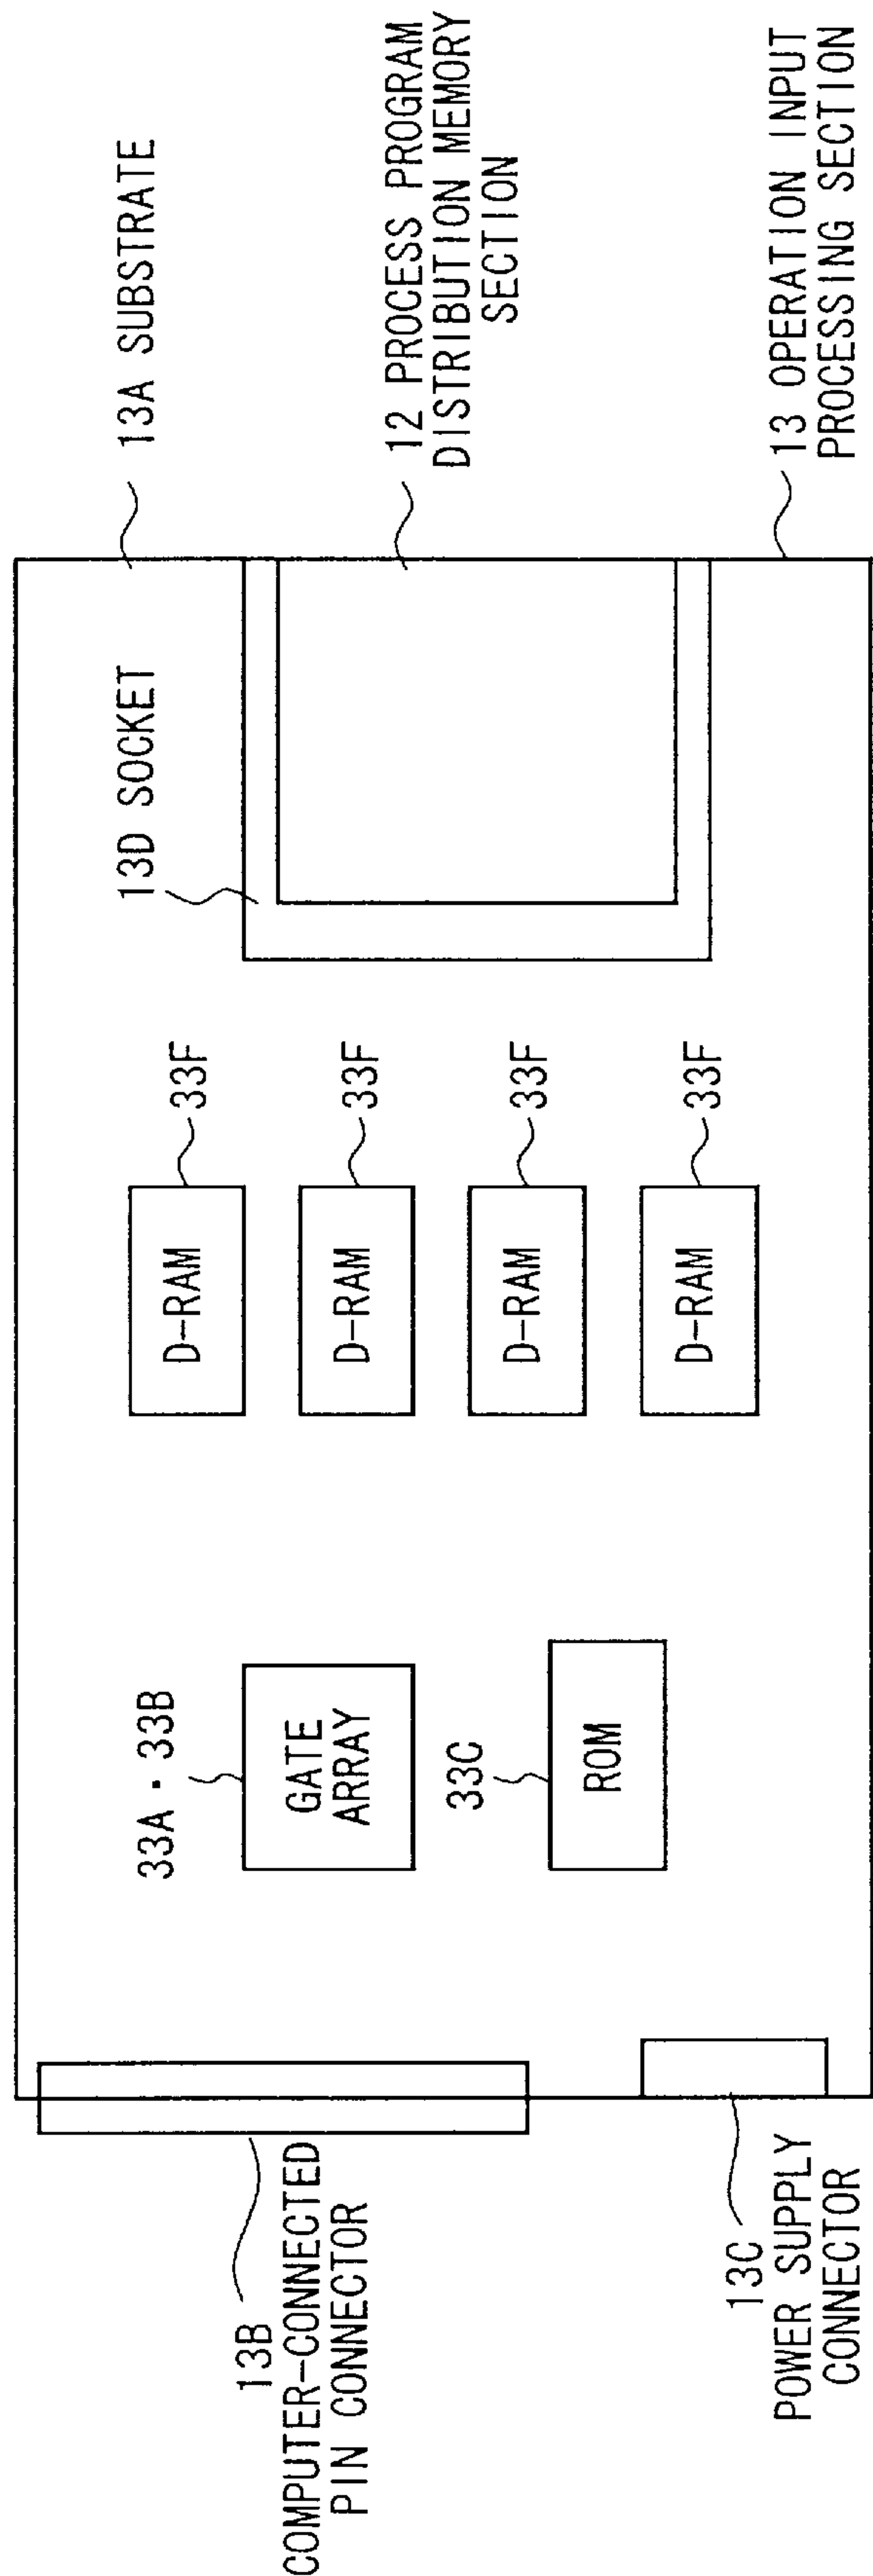 13A SUBSTRATE
12 PROCESS PROGRAM
DISTRIBUTION MEMORY
SECTION
13 OPERATION INPUT
PROCESSING SECTION
13D SOCKET
33F
33F
33F
33F
D-RAM
D-RAM
D-RAM
D-RAM
33A·33B
GATE
ARRAY
33C
ROM
13B
COMPUTER-CONNECTED
PIN CONNECTOR
13C
POWER SUPPLY
CONNECTOR